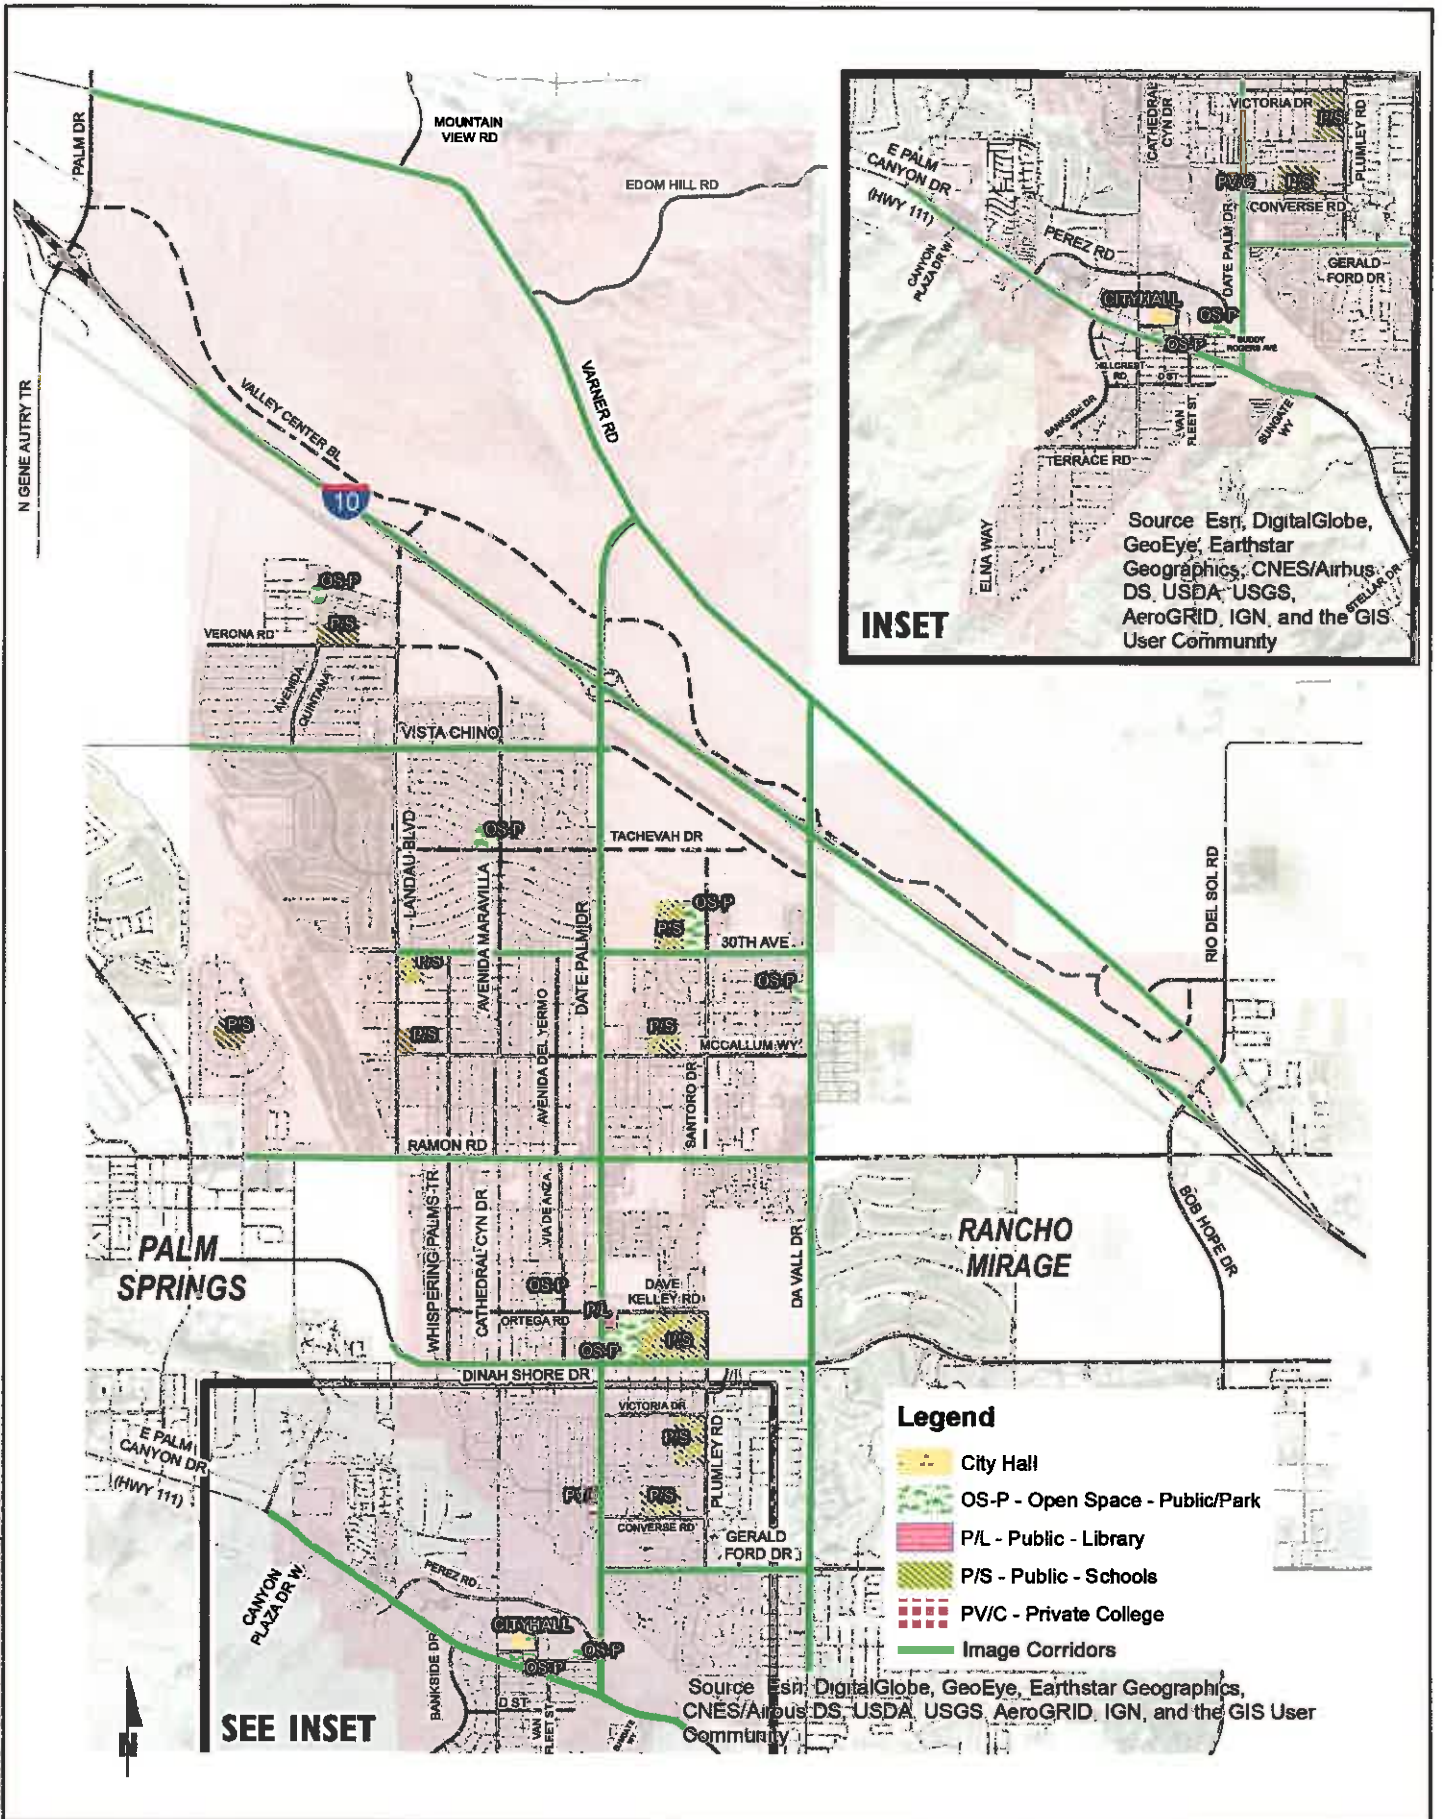 PALM DR
MOUNTAIN
VIEW RD
EDOM HILL RD
N GENE AUTRY TR
VALLEY CENTER BL
VARNER RD
10
OS-P
P/S
VERONA RD
AVENIDA
QUINTANA
VISTA CHINO
LANDAU BLVD
OS-P
TACHEVAH DR
AVENIDA MARAVILLA
DATE PALM DR
OS-P
P/S
30TH AVE
P/S
OS-P
P/S
P/S
P/S
AVENIDA DEL YERMO
MCCALLUM WY
SANTORO DR
RIO DEL SOL RD
RAMON RD
WHISPERING PALMS TR
CATHEDRAL CYN DR
VIA DE ANZA
DA VALL DR
BOB HOPE DR
PALM
SPRINGS
RANCHO
MIRAGE
OS-P
DAVE
KELLEY RD
P/L
ORTEGA RD
P/S
OS-P
DINAH SHORE DR
VICTORIA DR
P/S
PLUMLEY RD
P/S
CONVERSE RD
GERALD
FORD DR
E PALM
CANYON DR
(HWY 111)
CANYON
PLAZA DR W
PEREZ RD
CITY HALL
OS-P
OS-P
BANKSIDE DR
D ST
VAN
FLEET ST
SEE INSET
Source Esri, DigitalGlobe, GeoEye, Earthstar Geographics,
CNES/Airbus DS, USDA, USGS, AeroGRID, IGN, and the GIS User
Community
Legend
City Hall
OS-P - Open Space - Public/Park
P/L - Public - Library
P/S - Public - Schools
PV/C - Private College
Image Corridors
CATHEDRAL
CYN DR
VICTORIA DR
P/S
PLUMLEY RD
E PALM
CANYON DR
(HWY 111)
PV/C
P/S
CONVERSE RD
CANYON
PLAZA DR W
PEREZ RD
DATE PALM DR
GERALD
FORD DR
CITY HALL
OS-P
OS-P
BUDDY
ROGERS AVE
HILLCREST
RD
D ST
BANKSIDE DR
VAN
FLEET ST
SUNGATE
WY
TERRACE RD
ELNA WAY
STELLAR DR
INSET
Source Esri, DigitalGlobe,
GeoEye, Earthstar
Geographics, CNES/Airbus
DS, USDA, USGS,
AeroGRID, IGN, and the GIS
User Community